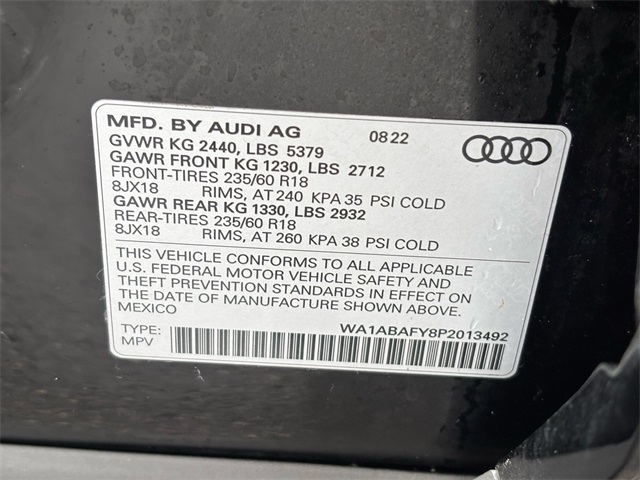 MFD. BY AUDI AG 08.22
GVWR KG 2440, LBS 5379
GAWR FRONT KG 1230, LBS 2712
FRONT-TIRES 235/60 R18
8JX18 RIMS, AT 240 KPA 35 PSI COLD
GAWR REAR KG 1330, LBS 2932
REAR-TIRES 235/60 R18
8JX18 RIMS, AT 260 KPA 38 PSI COLD
THIS VEHICLE CONFORMS TO ALL APPLICABLE
U.S. FEDERAL MOTOR VEHICLE SAFETY AND
THEFT PREVENTION STANDARDS IN EFFECT ON
THE DATE OF MANUFACTURE SHOWN ABOVE.
MEXICO
WA1ABAFY8P2013492
TYPE:
MPV